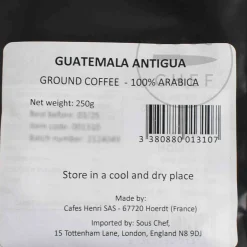 GUATEMALA ANTIGUA
CHEF
GROUND COFFEE - 100% ARABICA
Net weight: 250g
3 380880 013107
Store in a cool and dry place
Made by:
Cafes Henri SAS - 67720 Hoerdt (France)
Imported by: Sous Chef,
15 Tottenham Lane, London, England N8 9DJ